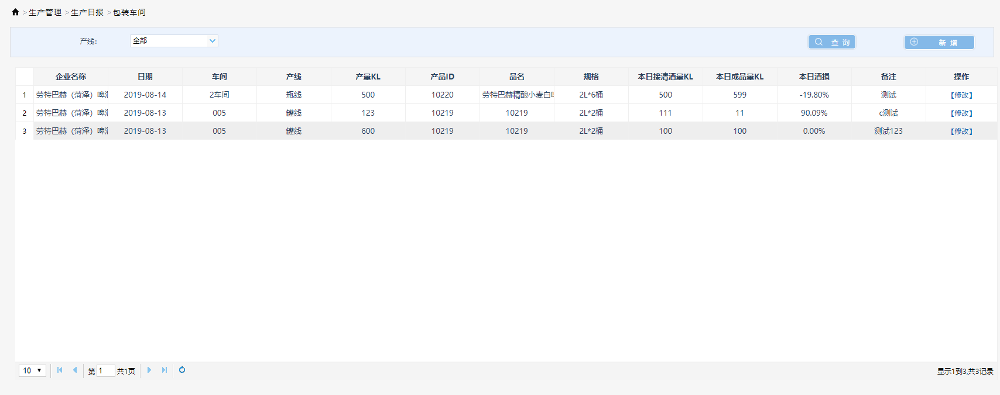 >生产管理 >生产日报 >包装车间
产线: 全部 查 询 新 增
企业名称 日期 车间 产线 产量KL 产品ID 品名 规格 本日接清酒量KL 本日成品量KL 本日酒损 备注 操作
1 劳特巴赫（菏泽）啤酒 2019-08-14 2车间 瓶线 500 10220 劳特巴赫精酿小麦白啤 2L*6桶 500 599 -19.80% 测试 【修改】
2 劳特巴赫（菏泽）啤酒 2019-08-13 005 罐线 123 10219 10219 2L*2桶 111 11 90.09% c测试 【修改】
3 劳特巴赫（菏泽）啤酒 2019-08-13 005 罐线 600 10219 10219 2L*2桶 100 100 0.00% 测试123 【修改】
10 第 1 共1页 显示1到3,共3记录